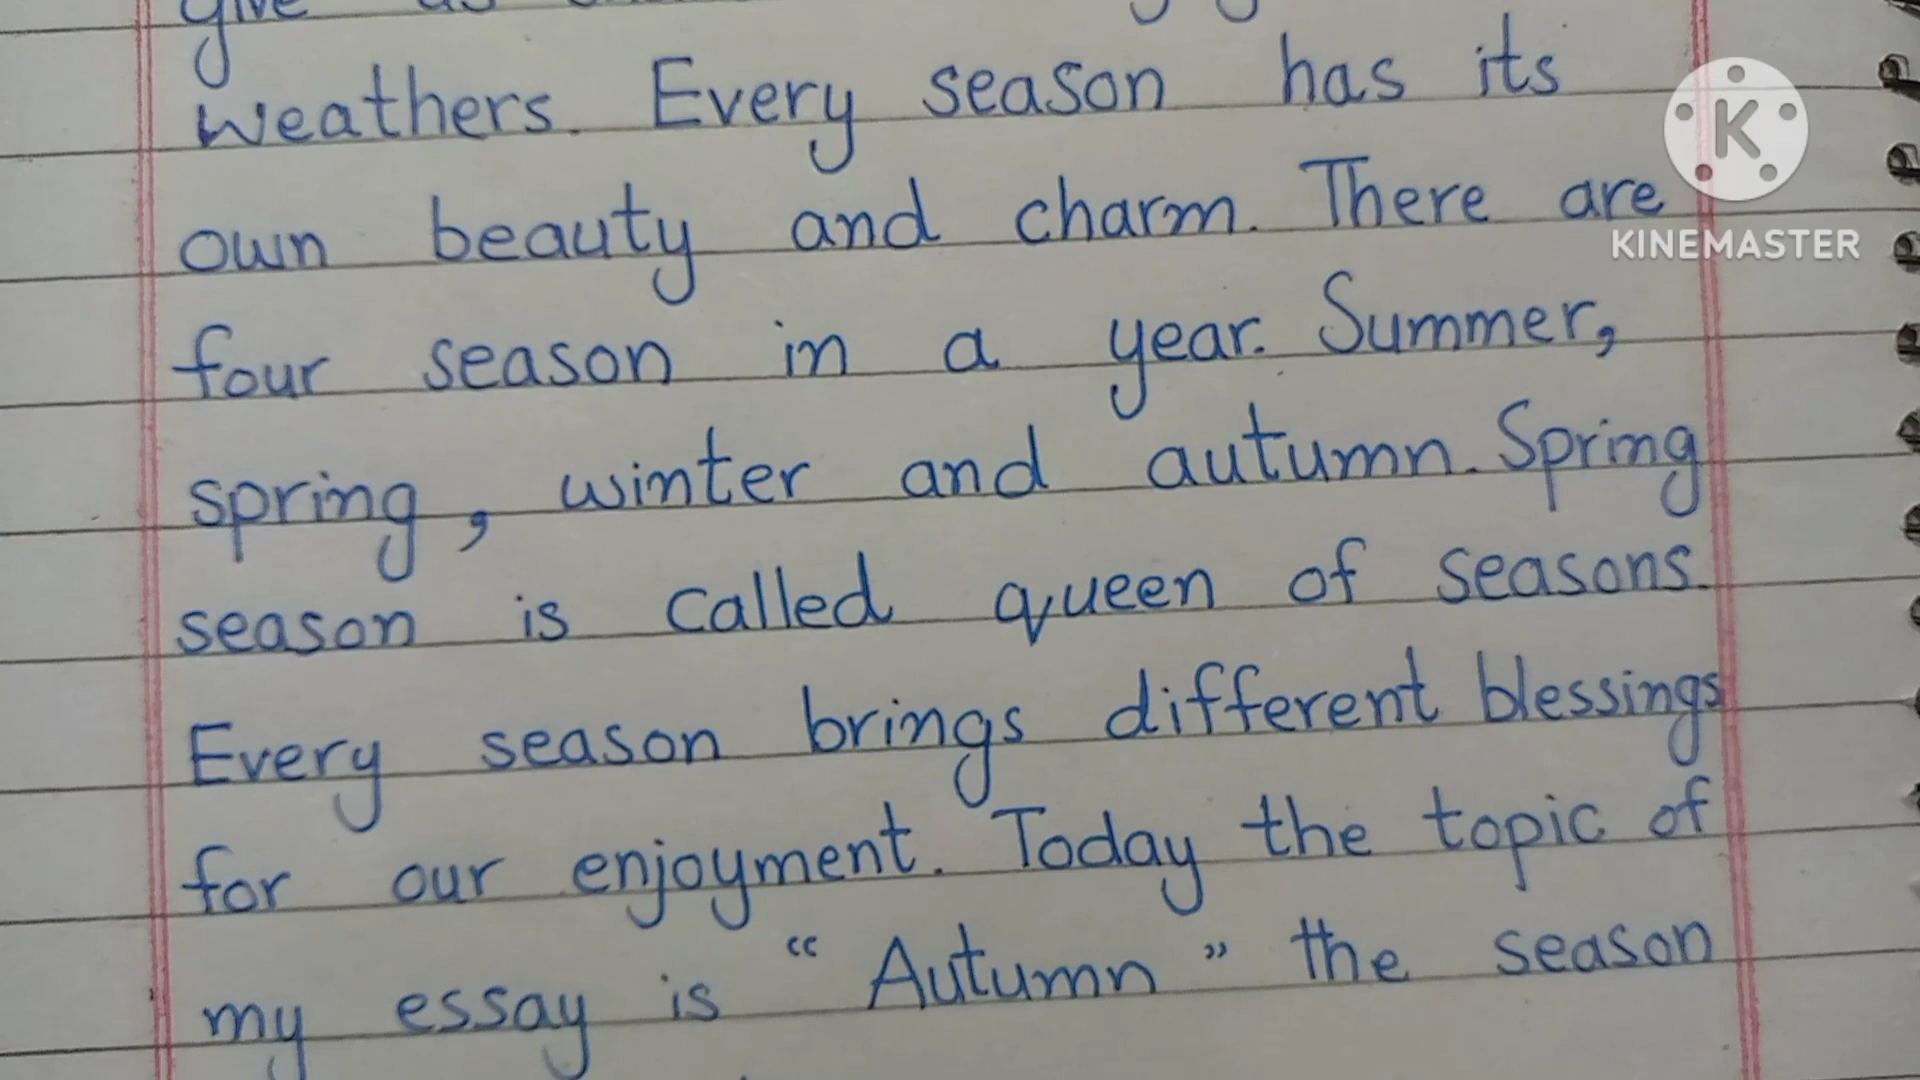 give
weathers. Every season has its
own beauty and charm. There are
four season in a year. Summer,
spring, winter and autumn. Spring
season is called queen of seasons.
Every season brings different blessings
for our enjoyment. Today the topic of
my essay is "Autumn" the season
KINEMASTER